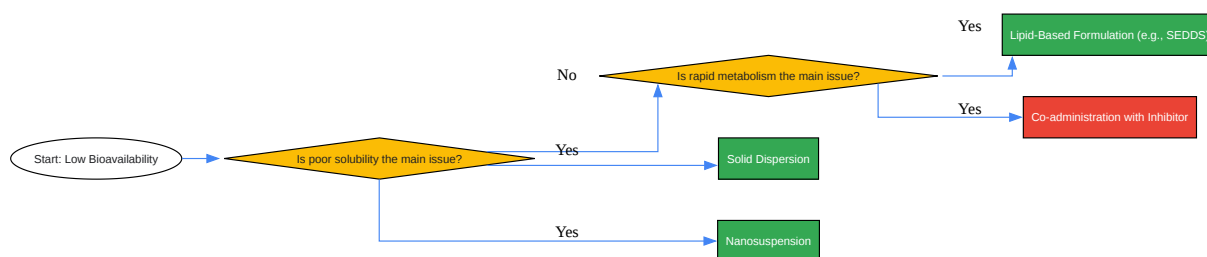 Yes
Lipid-Based Formulation (e.g., SEDDS)
No
Is rapid metabolism the main issue?
Yes
Co-administration with Inhibitor
Start: Low Bioavailability
Is poor solubility the main issue?
Yes
Solid Dispersion
Yes
Nanosuspension